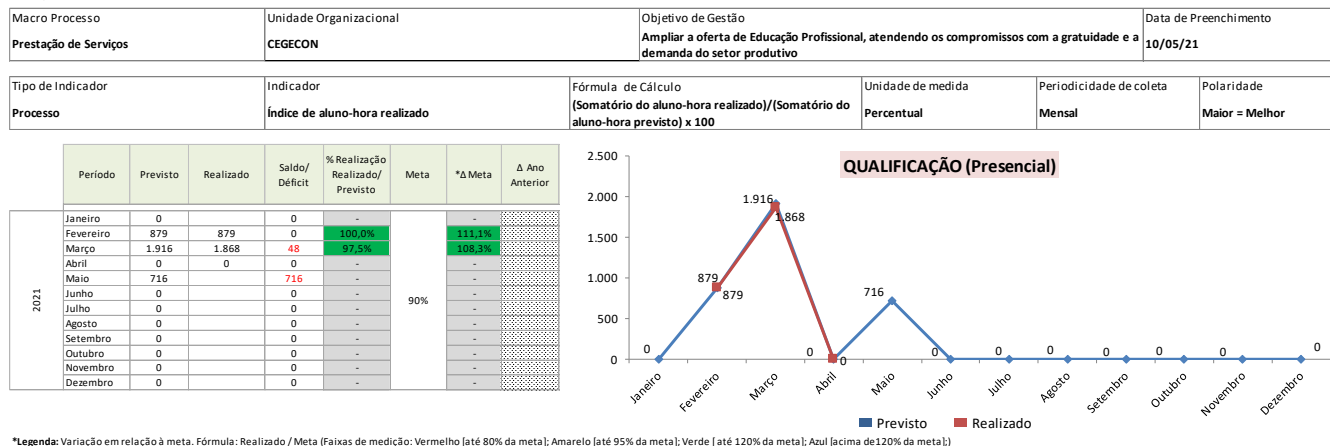 Macro Processo
Prestação de Serviços
Unidade Organizacional
CEGECON
Objetivo de Gestão
Ampliar a oferta de Educação Profissional, atendendo os compromissos com a gratuidade e a
demanda do setor produtivo
Data de Preenchimento
10/05/21
Tipo de Indicador
Processo
Indicador
Índice de aluno-hora realizado
Fórmula de Cálculo
(Somatório do aluno-hora realizado)/(Somatório do
aluno-hora previsto) x 100
Unidade de medida
Percentual
Periodicidade de coleta
Mensal
Polaridade
Maior = Melhor
Período Previsto Realizado Saldo/ Déficit % Realização Realizado/ Previsto Meta *Δ Meta Δ Ano Anterior
2021
Janeiro 0 0 - -
Fevereiro 879 879 0 100,0% 111,1%
Março 1.916 1.868 48 97,5% 108,3%
Abril 0 0 0 - -
Maio 716 716 - -
Junho 0 0 - -
90%
Julho 0 0 - -
Agosto 0 0 - -
Setembro 0 0 - -
Outubro 0 0 - -
Novembro 0 0 - -
Dezembro 0 0 - -
QUALIFICAÇÃO (Presencial)
2.500
2.000
1.500
1.000
500
0
0
879
879
1.916
1.868
0
0
716
0
0
0
0
0
0
0
Janeiro
Fevereiro
Março
Abril
Maio
Junho
Julho
Agosto
Setembro
Outubro
Novembro
Dezembro
Previsto
Realizado
*Legenda: Variação em relação à meta. Fórmula: Realizado / Meta (Faixas de medição: Vermelho [até 80% da meta]; Amarelo [até 95% da meta]; Verde [ até 120% da meta]; Azul [acima de120% da meta];)